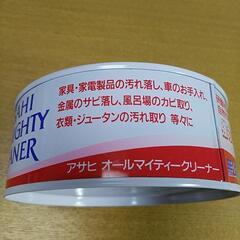 家具・家電製品の汚れ落し、車のお手入れ、
金属のサビ落し、風呂場のカビ取り、
衣類・ジュータンの汚れ取り 等々に
アサヒ オールマイティークリーナー
AHI
GHTY
ANER